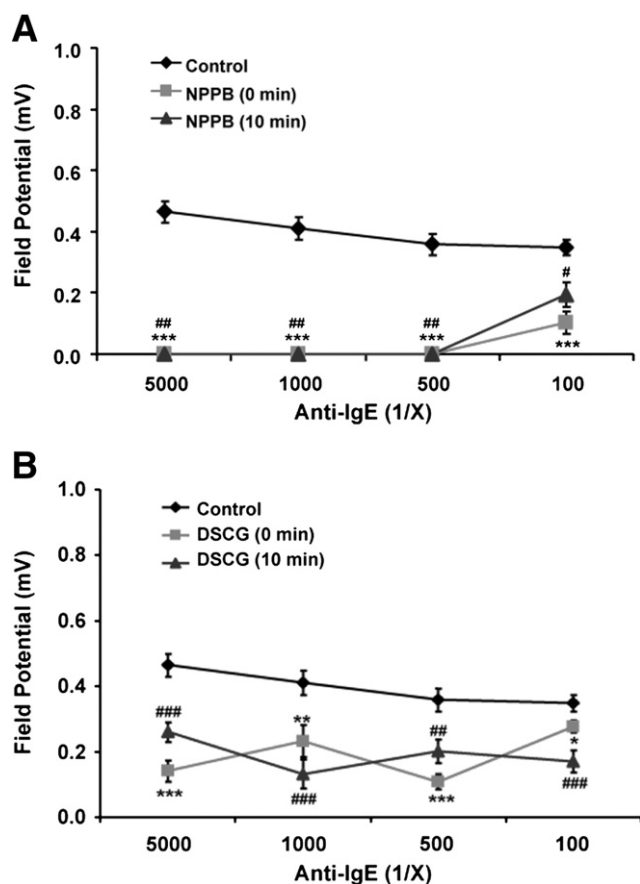 A
1.0
Control
NPPB (0 min)
0.8
NPPB (10 min)
0.6
Field Potential (mV)
0.4
#
0.2
## ## ##
*** *** *** ***
0.0
5000 1000 500 100
Anti-IgE (1/X)
B
1.0
Control
DSCG (0 min)
0.8
DSCG (10 min)
0.6
Field Potential (mV)
0.4
### ** ##
*
0.2
*** ### *** ###
0.0
5000 1000 500 100
Anti-IgE (1/X)